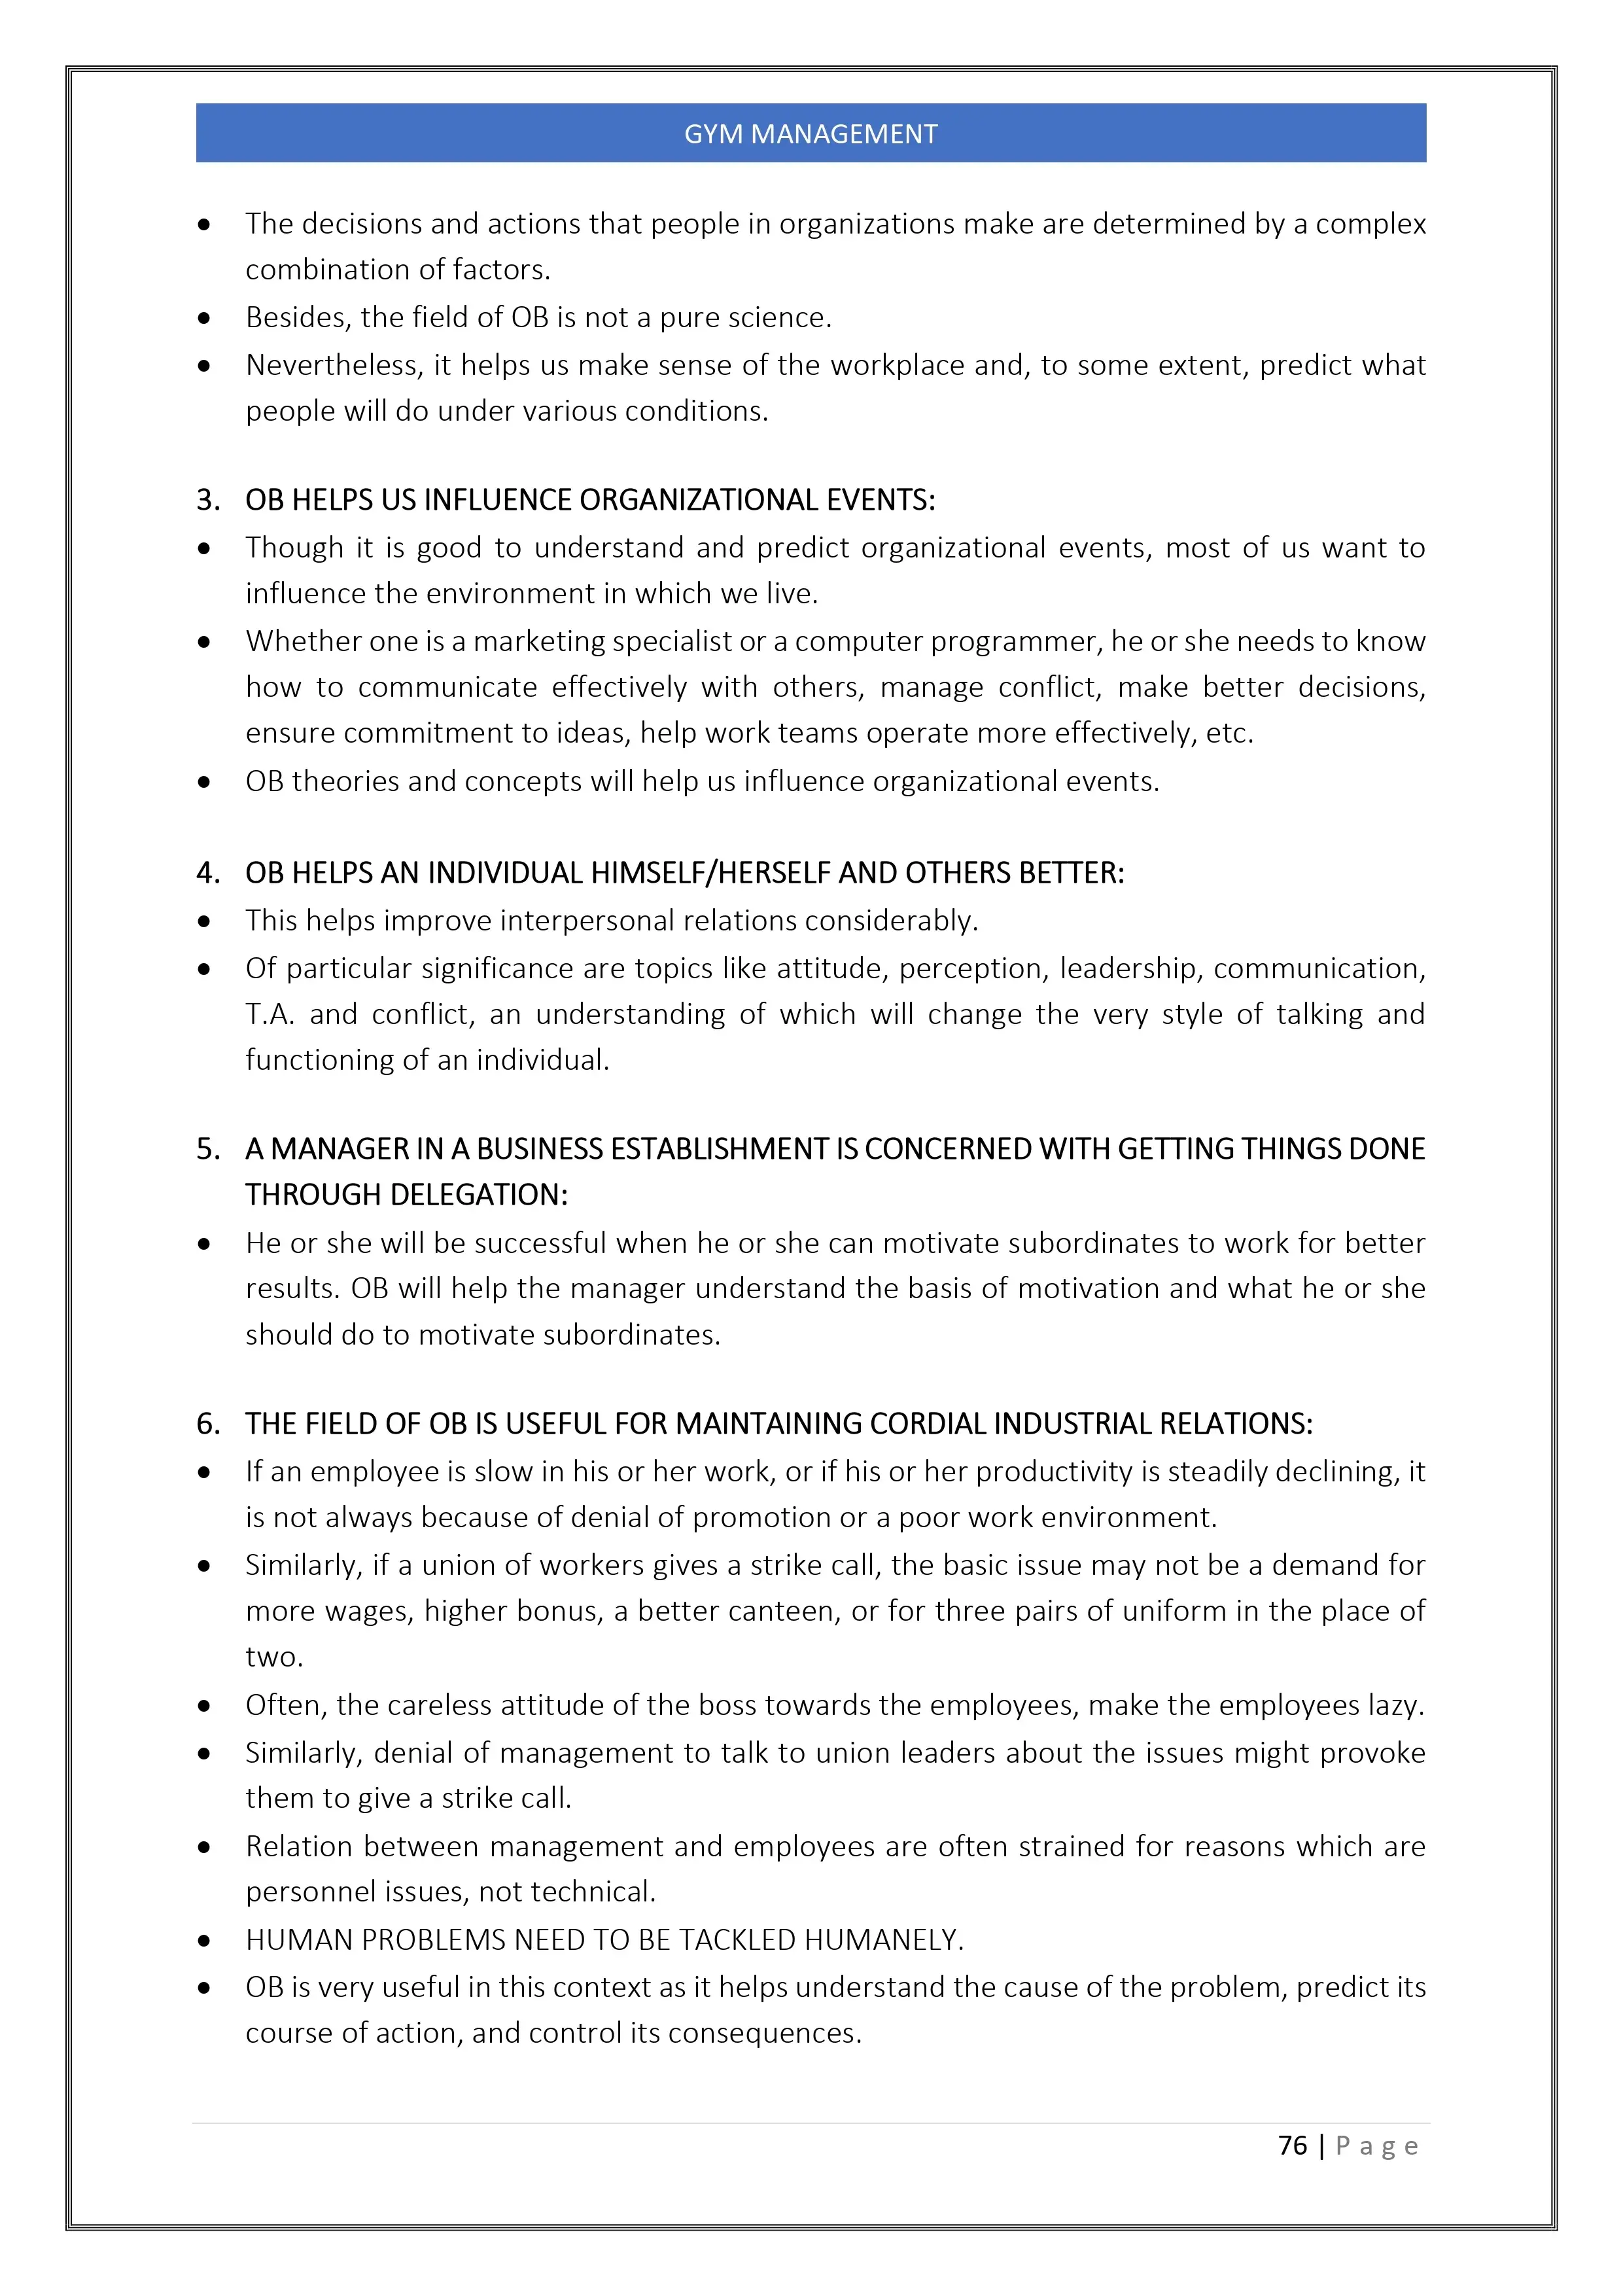 GYM MANAGEMENT
• The decisions and actions that people in organizations make are determined by a complex
combination of factors.
• Besides, the field of OB is not a pure science.
• Nevertheless, it helps us make sense of the workplace and, to some extent, predict what
people will do under various conditions.
3. OB HELPS US INFLUENCE ORGANIZATIONAL EVENTS:
• Though it is good to understand and predict organizational events, most of us want to
influence the environment in which we live.
• Whether one is a marketing specialist or a computer programmer, he or she needs to know
how to communicate effectively with others, manage conflict, make better decisions,
ensure commitment to ideas, help work teams operate more effectively, etc.
• OB theories and concepts will help us influence organizational events.
4. OB HELPS AN INDIVIDUAL HIMSELF/HERSELF AND OTHERS BETTER:
• This helps improve interpersonal relations considerably.
• Of particular significance are topics like attitude, perception, leadership, communication,
T.A. and conflict, an understanding of which will change the very style of talking and
functioning of an individual.
5. A MANAGER IN A BUSINESS ESTABLISHMENT IS CONCERNED WITH GETTING THINGS DONE
THROUGH DELEGATION:
• He or she will be successful when he or she can motivate subordinates to work for better
results. OB will help the manager understand the basis of motivation and what he or she
should do to motivate subordinates.
6. THE FIELD OF OB IS USEFUL FOR MAINTAINING CORDIAL INDUSTRIAL RELATIONS:
• If an employee is slow in his or her work, or if his or her productivity is steadily declining, it
is not always because of denial of promotion or a poor work environment.
• Similarly, if a union of workers gives a strike call, the basic issue may not be a demand for
more wages, higher bonus, a better canteen, or for three pairs of uniform in the place of
two.
• Often, the careless attitude of the boss towards the employees, make the employees lazy.
• Similarly, denial of management to talk to union leaders about the issues might provoke
them to give a strike call.
• Relation between management and employees are often strained for reasons which are
personnel issues, not technical.
• HUMAN PROBLEMS NEED TO BE TACKLED HUMANELY.
• OB is very useful in this context as it helps understand the cause of the problem, predict its
course of action, and control its consequences.
76 | P a g e